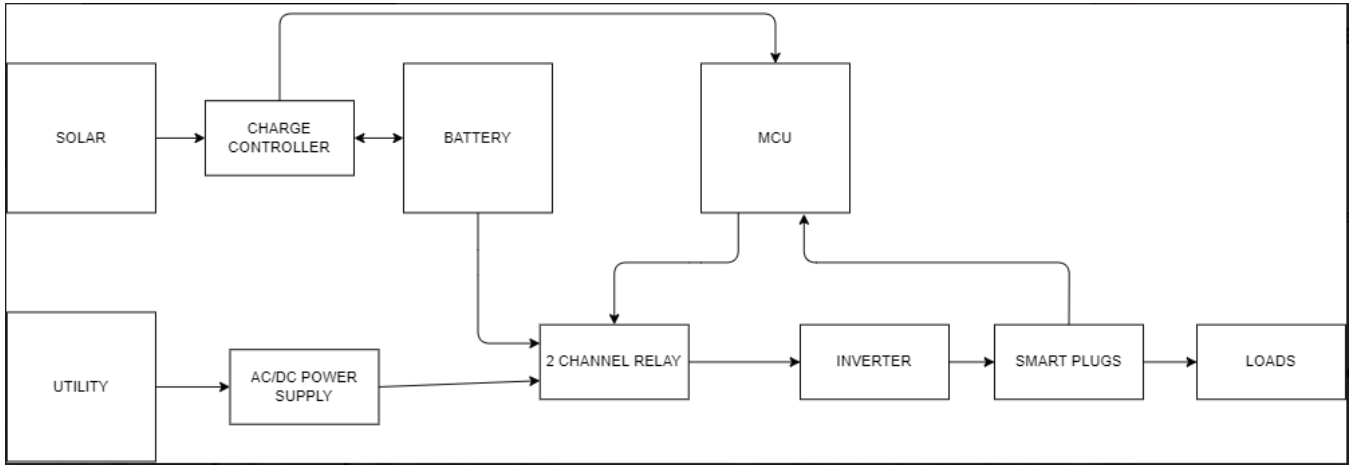 SOLAR
CHARGE
CONTROLLER
BATTERY
MCU
UTILITY
AC/DC POWER
SUPPLY
2 CHANNEL RELAY
INVERTER
SMART PLUGS
LOADS